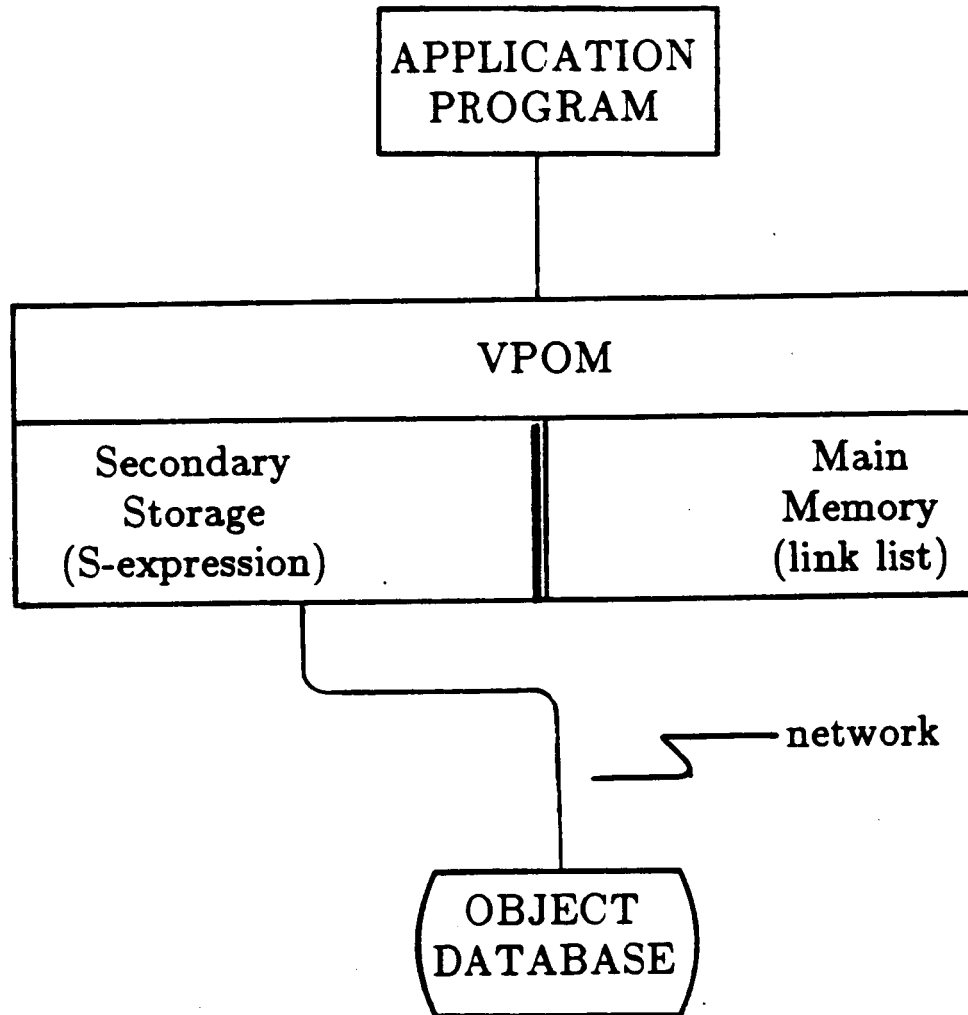 APPLICATION
PROGRAM
VPOM
Secondary
Storage
(S-expression)
Main
Memory
(link list)
network
OBJECT
DATABASE